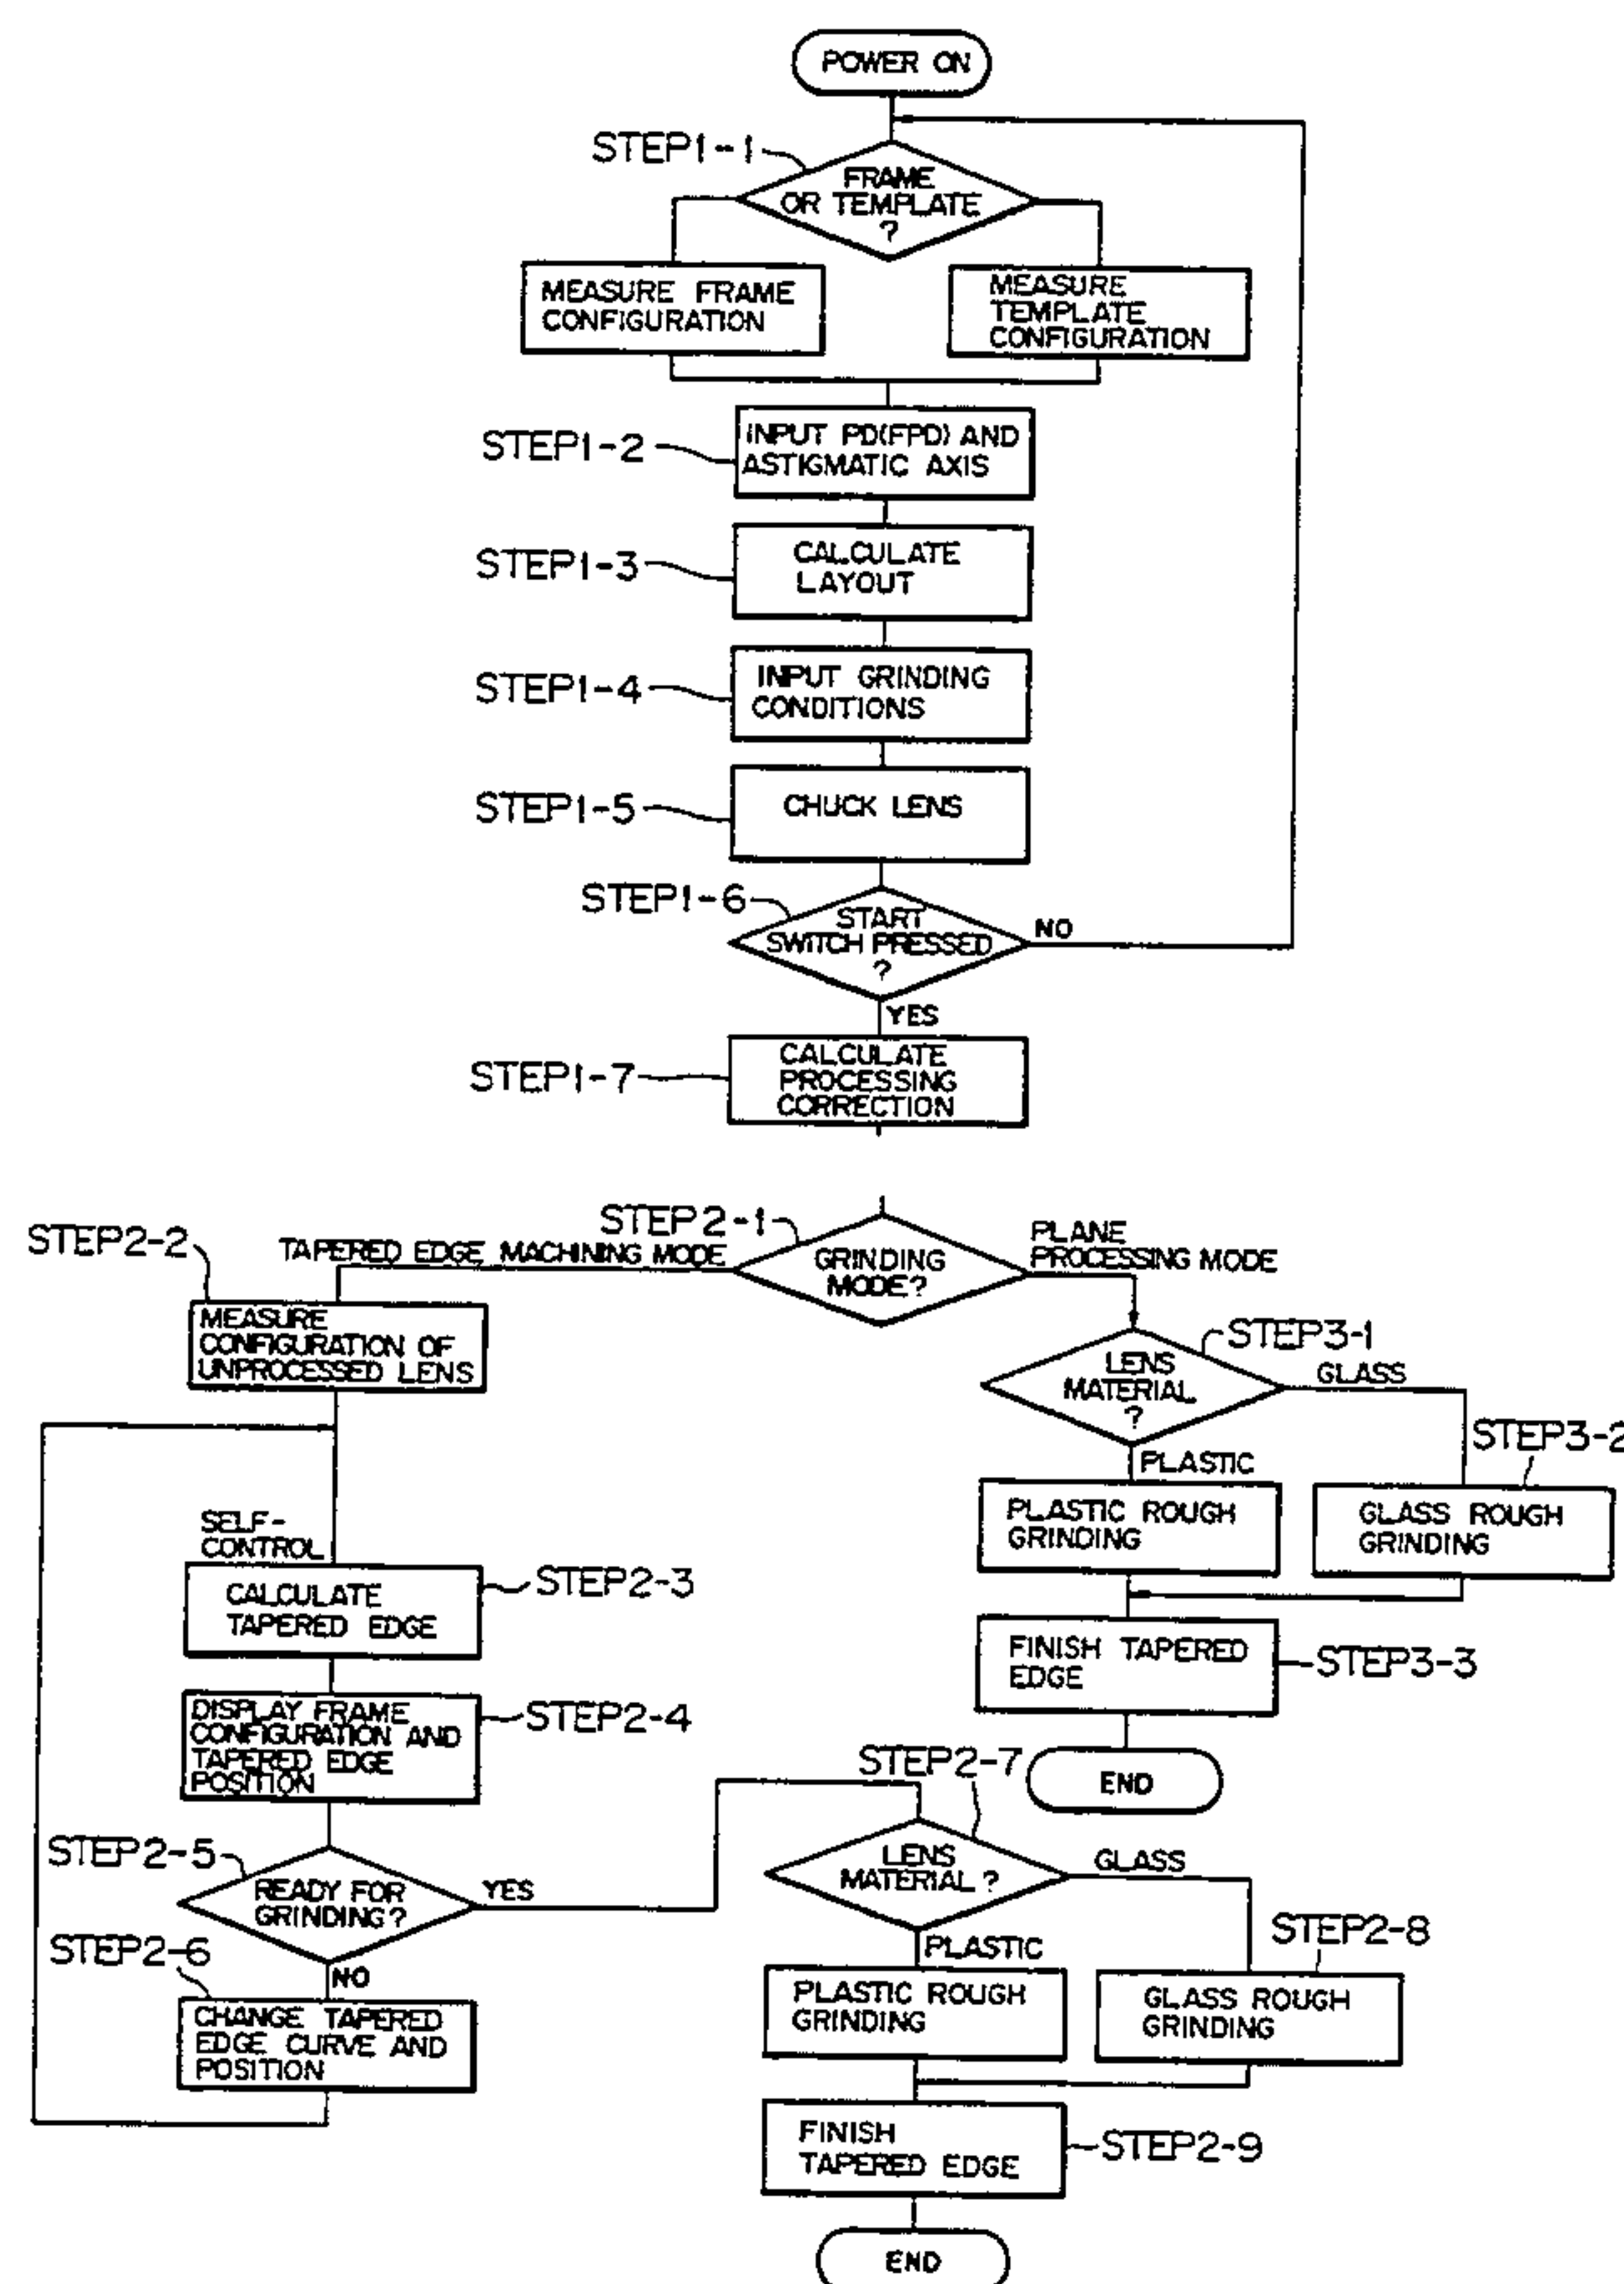 POWER ON
STEP1-1
FRAME
OR TEMPLATE
?
MEASURE FRAME
CONFIGURATION
MEASURE
TEMPLATE
CONFIGURATION
STEP1-2
INPUT PD(FPD) AND
ASTIGMATIC AXIS
STEP1-3
CALCULATE
LAYOUT
STEP1-4
INPUT GRINDING
CONDITIONS
STEP1-5
CHUCK LENS
STEP1-6
START
SWITCH PRESSED
?
NO
YES
STEP1-7
CALCULATE
PROCESSING
CORRECTION
STEP2-1
GRINDING
MODE?
TAPERED EDGE MACHINING MODE
PLANE
PROCESSING MODE
STEP2-2
MEASURE
CONFIGURATION OF
UNPROCESSED LENS
STEP3-1
LENS
MATERIAL
?
GLASS
PLASTIC
STEP3-2
PLASTIC ROUGH
GRINDING
GLASS ROUGH
GRINDING
SELF-
CONTROL
CALCULATE
TAPERED EDGE
STEP2-3
FINISH TAPERED
EDGE
STEP3-3
END
DISPLAY FRAME
CONFIGURATION AND
TAPERED EDGE
POSITION
STEP2-4
STEP2-5
READY FOR
GRINDING?
YES
NO
STEP2-6
CHANGE TAPERED
EDGE CURVE AND
POSITION
STEP2-7
LENS
MATERIAL?
GLASS
PLASTIC
STEP2-8
PLASTIC ROUGH
GRINDING
GLASS ROUGH
GRINDING
FINISH
TAPERED EDGE
STEP2-9
END